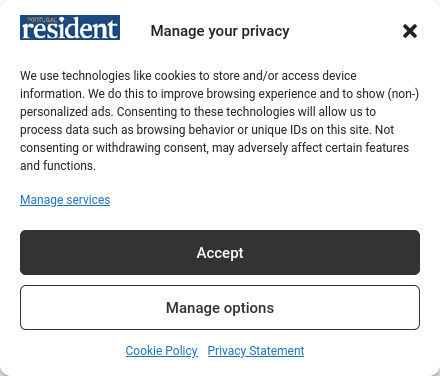 PORTUGAL
resident
Manage your privacy
We use technologies like cookies to store and/or access device
information. We do this to improve browsing experience and to show (non-)
personalized ads. Consenting to these technologies will allow us to
process data such as browsing behavior or unique IDs on this site. Not
consenting or withdrawing consent, may adversely affect certain features
and functions.
Manage services
Accept
Manage options
Cookie Policy Privacy Statement